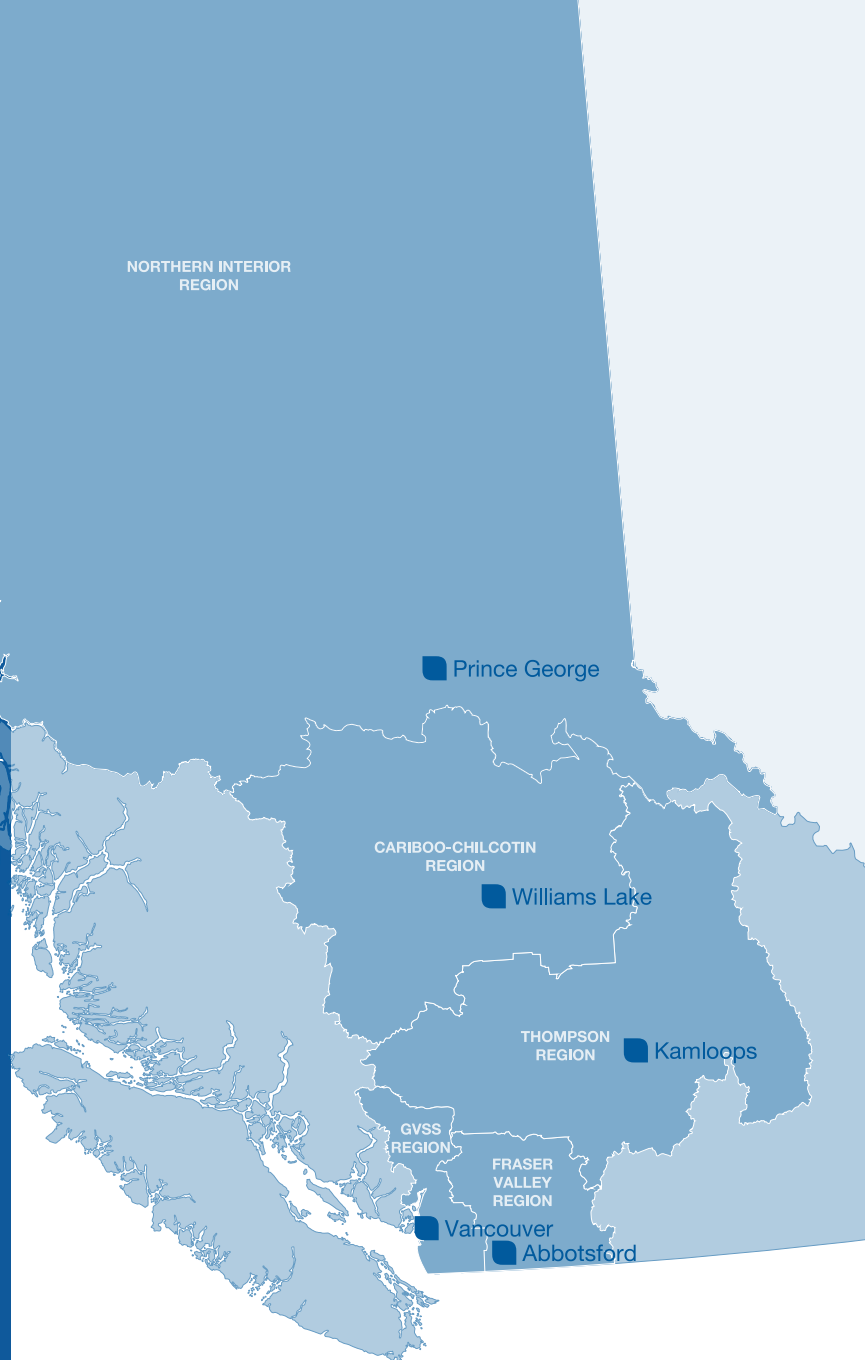 NORTHERN INTERIOR
REGION
Prince George
CARIBOO-CHILCOTIN
REGION
Williams Lake
THOMPSON
REGION
Kamloops
GVSS
REGION
FRASER
VALLEY
REGION
Vancouver
Abbotsford